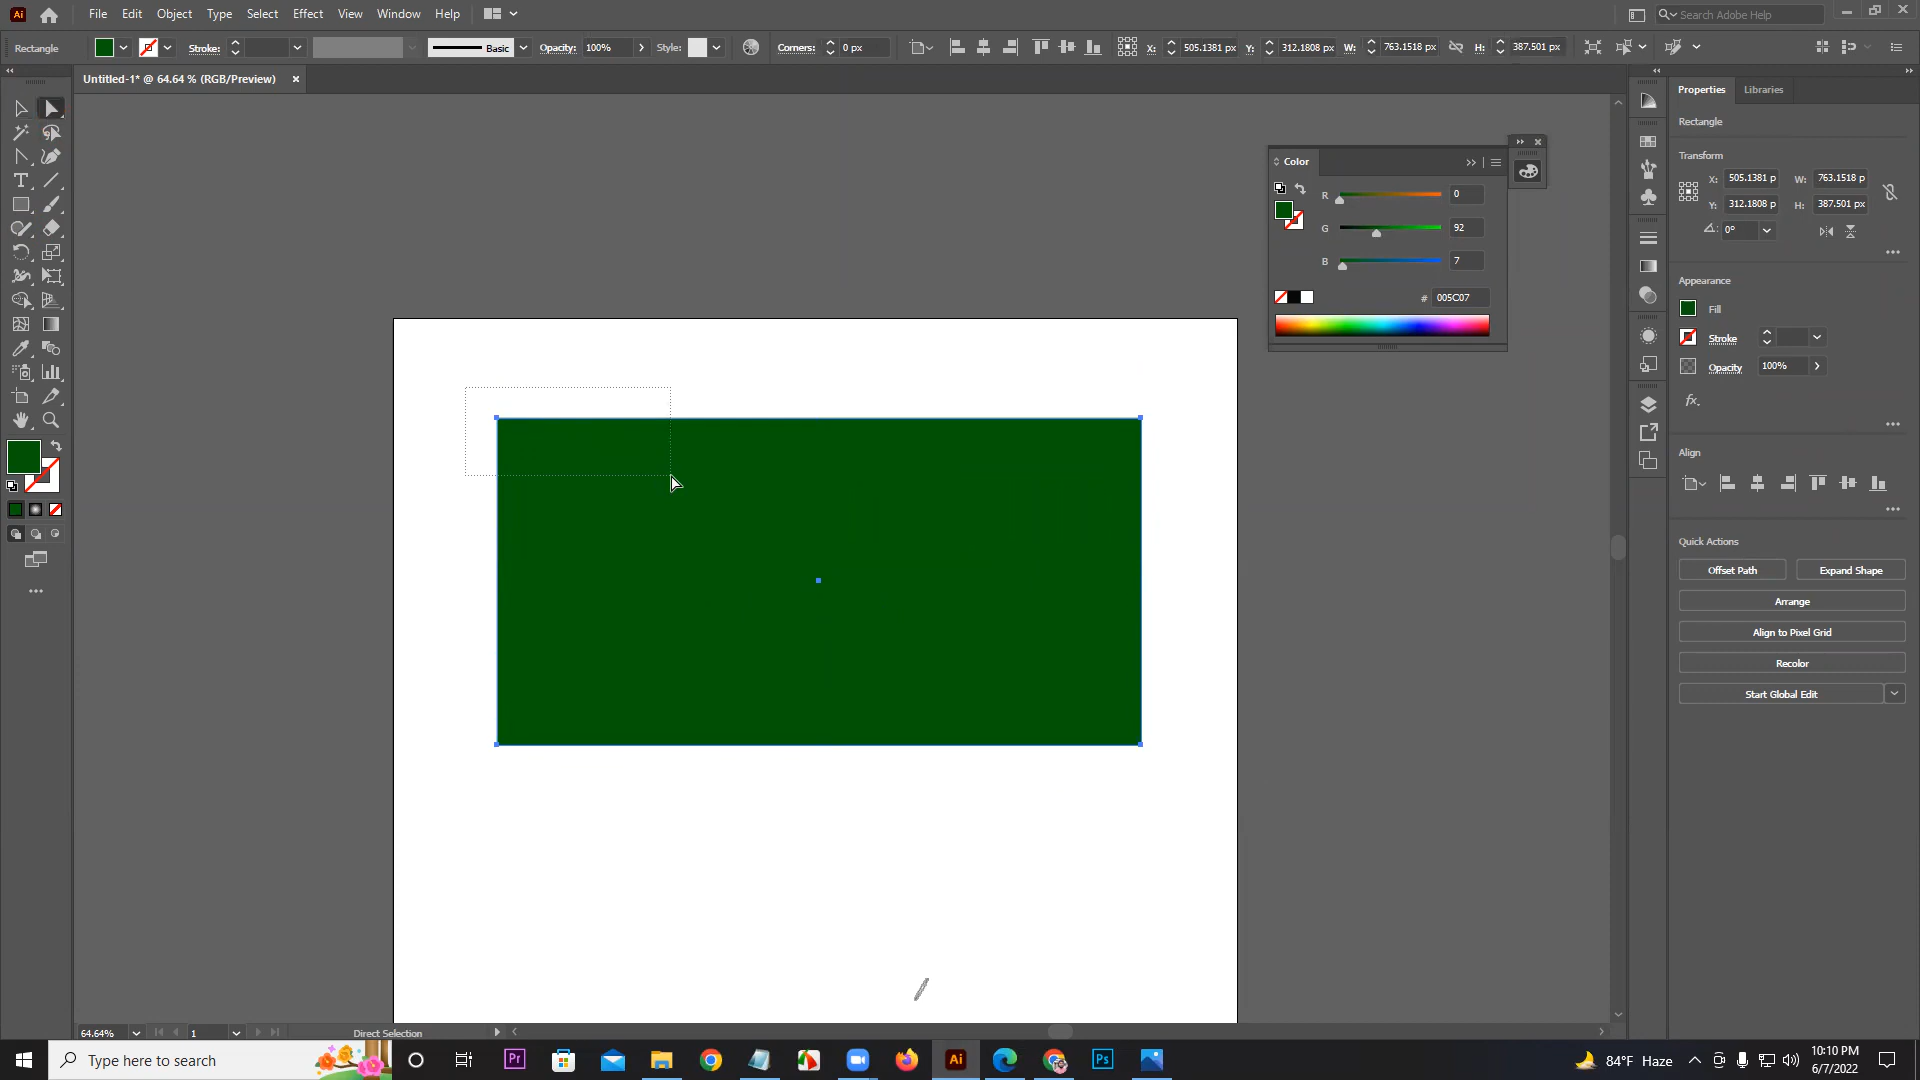 Ai File Edit Object Type Select Effect View Window Help Search Adobe Help
Rectangle Stroke: Basic Opacity: 100% Style: Corners: 0 px X: 505.1381 px Y: 312.1808 px W: 763.1518 px H: 387.501 px
Untitled-1* @ 64.64 % (RGB/Preview)
Properties Libraries
Rectangle
Transform
X: 505.1381 p W: 763.1518 p
Y: 312.1808 p H: 387.501 px
0°
Appearance
Fill
Stroke
Opacity 100%
fx
Align
Quick Actions
Offset Path Expand Shape
Arrange
Align to Pixel Grid
Recolor
Start Global Edit
Color
R 0
G 92
B 7
# 005C07
64.64% 1 Direct Selection
Type here to search Pr Ai Ps 84°F Haze
10:10 PM
6/7/2022